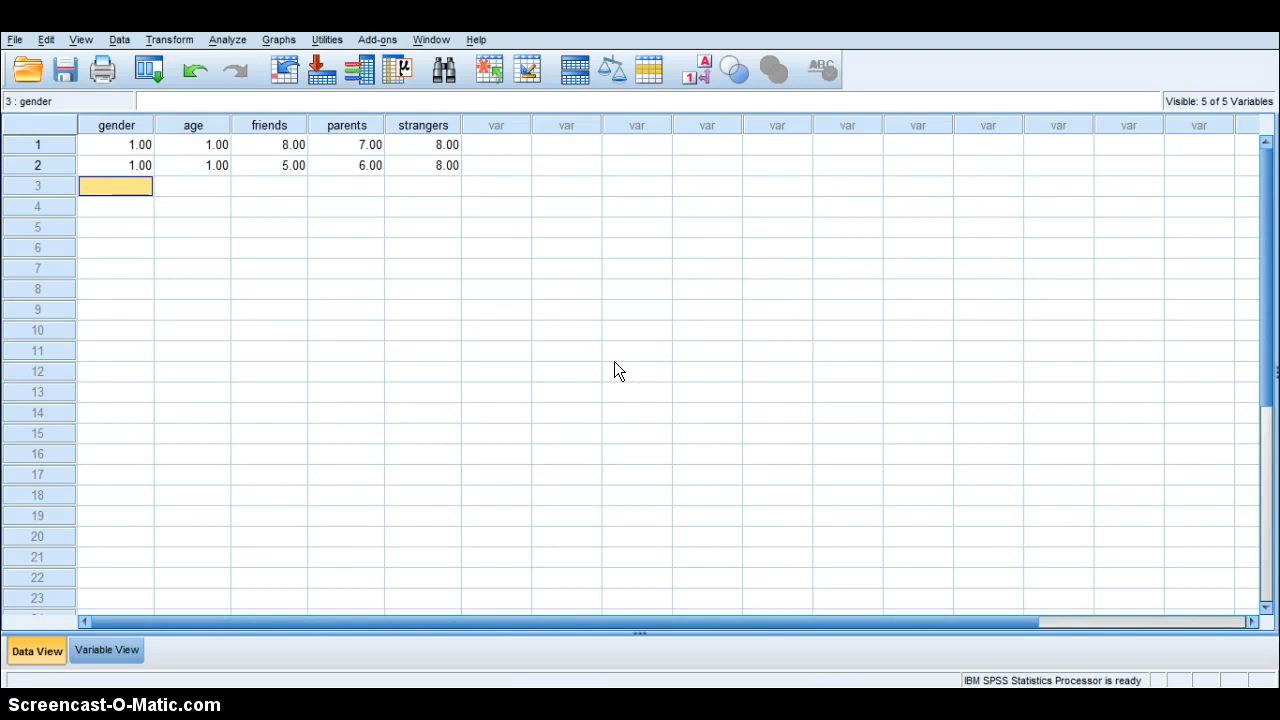 File Edit View Data Transform Analyze Graphs Utilities Add-ons Window Help
3 : gender Visible: 5 of 5 Variables
gender age friends parents strangers var var var var var var var var var var var
1 1.00 1.00 8.00 7.00 8.00
2 1.00 1.00 5.00 6.00 8.00
3
4
5
6
7
8
9
10
11
12
13
14
15
16
17
18
19
20
21
22
23
Data View Variable View
IBM SPSS Statistics Processor is ready
Screencast-O-Matic.com